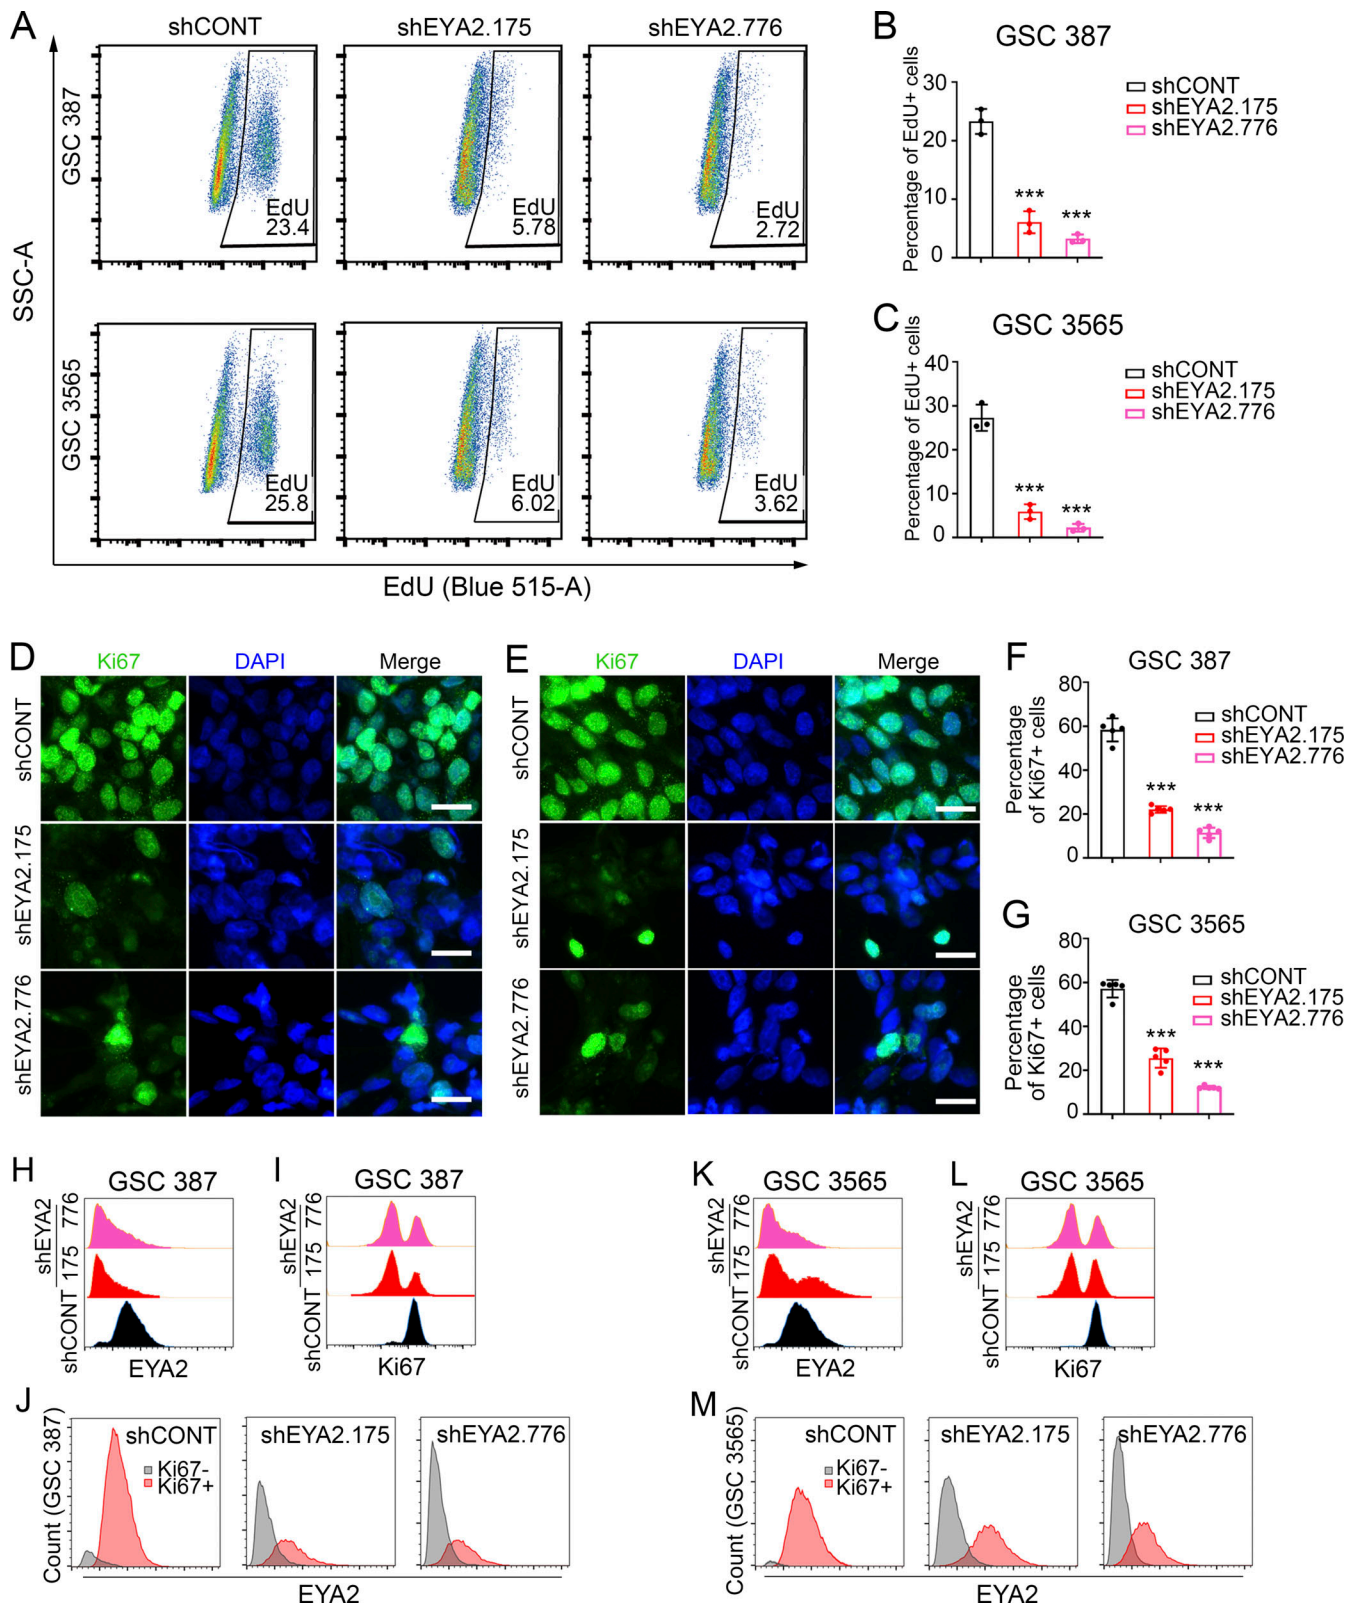 A
shCONT
shEYA2.175
shEYA2.776
GSC 387
EdU
23.4
EdU
5.78
EdU
2.72
SSC-A
GSC 3565
EdU
25.8
EdU
6.02
EdU
3.62
EdU (Blue 515-A)
B
GSC 387
Percentage of EdU+ cells
30
20
10
0
***
***
shCONT
shEYA2.175
shEYA2.776
C
GSC 3565
Percentage of EdU+ cells
40
30
20
10
0
***
***
shCONT
shEYA2.175
shEYA2.776
D
Ki67
DAPI
Merge
shCONT
shEYA2.175
shEYA2.776
E
Ki67
DAPI
Merge
shCONT
shEYA2.175
shEYA2.776
F
GSC 387
Percentage
of Ki67+ cells
80
60
40
20
0
***
***
shCONT
shEYA2.175
shEYA2.776
G
GSC 3565
Percentage
of Ki67+ cells
80
60
40
20
0
***
***
shCONT
shEYA2.175
shEYA2.776
H
GSC 387
shEYA2
776
175
shCONT
EYA2
I
GSC 387
shEYA2
776
175
shCONT
Ki67
K
GSC 3565
shEYA2
776
175
shCONT
EYA2
L
GSC 3565
shEYA2
776
175
shCONT
Ki67
J
Count (GSC 387)
shCONT
Ki67-
Ki67+
shEYA2.175
shEYA2.776
EYA2
M
Count (GSC 3565)
shCONT
Ki67-
Ki67+
shEYA2.175
shEYA2.776
EYA2